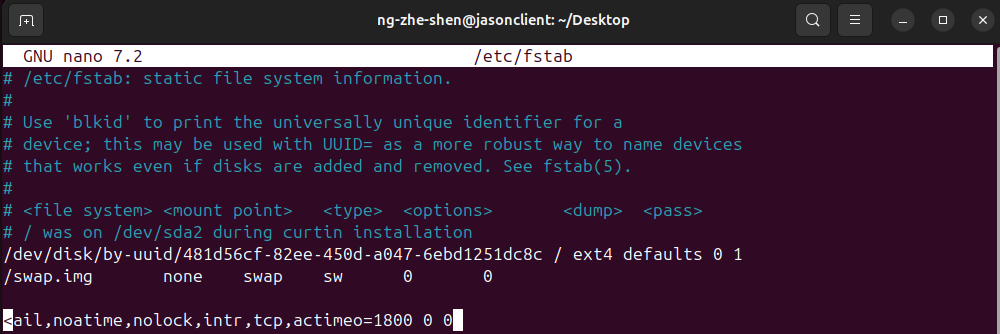 ng-zhe-shen@jasonclient: ~/Desktop
GNU nano 7.2 /etc/fstab
# /etc/fstab: static file system information.
#
# Use 'blkid' to print the universally unique identifier for a
# device; this may be used with UUID= as a more robust way to name devices
# that works even if disks are added and removed. See fstab(5).
#
# <file system> <mount point>   <type>  <options>       <dump>  <pass>
# / was on /dev/sda2 during curtin installation
/dev/disk/by-uuid/481d56cf-82ee-450d-a047-6ebd1251dc8c / ext4 defaults 0 1
/swap.img       none    swap    sw      0       0
<ail,noatime,nolock,intr,tcp,actimeo=1800 0 0